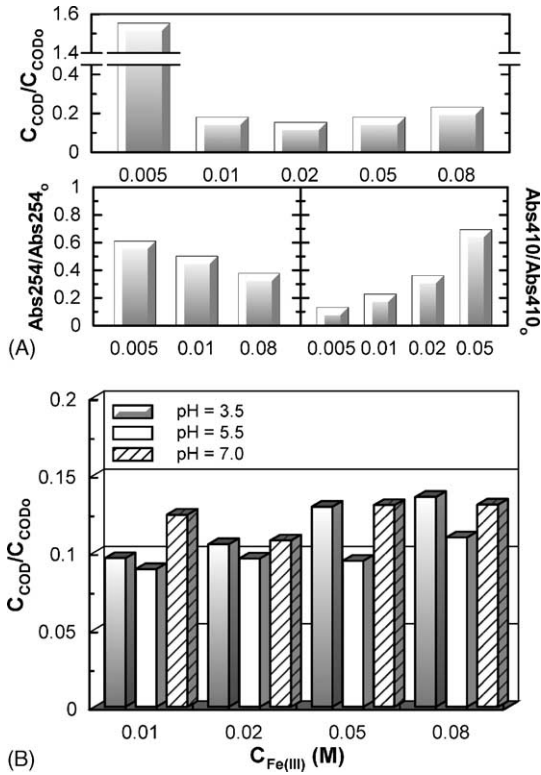 1.6
1.4
0.4
0.2
0
C_COD/C_CODo
0.005 0.01 0.02 0.05 0.08
1
0.8
0.6
0.4
0.2
0
Abs254/Abs254_o
Abs410/Abs410_o
0.005 0.01 0.08 0.005 0.01 0.02 0.05
(A)
0.2
0.15
0.1
0.05
0
C_COD/C_CODo
pH = 3.5
pH = 5.5
pH = 7.0
0.01 0.02 0.05 0.08
C_Fe(III) (M)
(B)